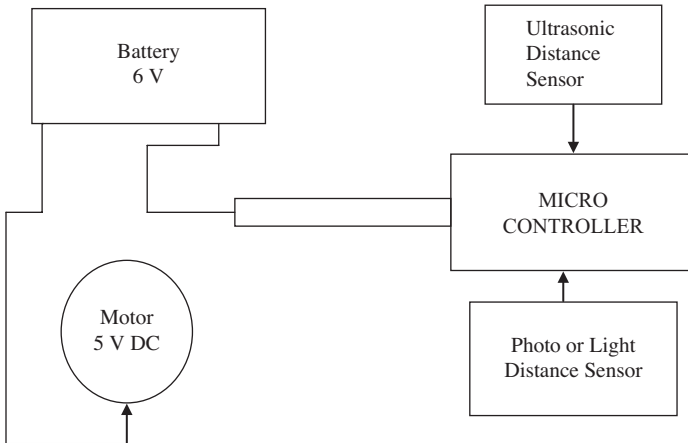 Battery
6 V
Ultrasonic
Distance
Sensor
MICRO
CONTROLLER
Motor
5 V DC
Photo or Light
Distance Sensor